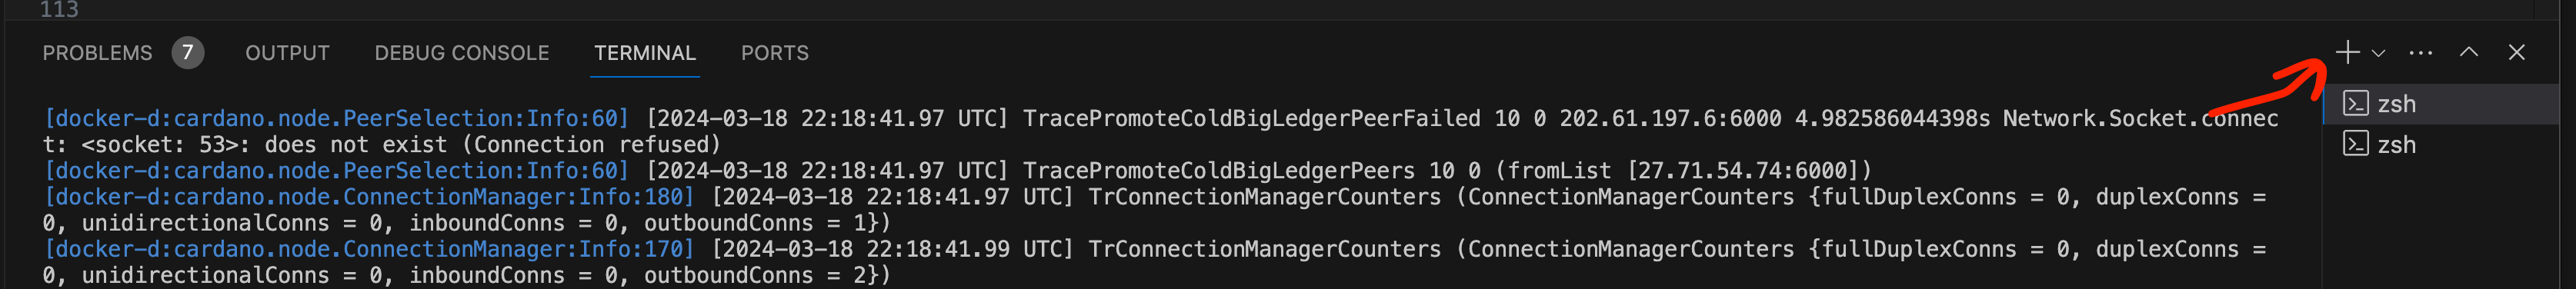 113
PROBLEMS 7 OUTPUT DEBUG CONSOLE TERMINAL PORTS
[docker-d:cardano.node.PeerSelection:Info:60] [2024-03-18 22:18:41.97 UTC] TracePromoteColdBigLedgerPeerFailed 10 0 202.61.197.6:6000 4.982586044398s Network.Socket.connec
t: <socket: 53>: does not exist (Connection refused)
[docker-d:cardano.node.PeerSelection:Info:60] [2024-03-18 22:18:41.97 UTC] TracePromoteColdBigLedgerPeers 10 0 (fromList [27.71.54.74:6000])
[docker-d:cardano.node.ConnectionManager:Info:180] [2024-03-18 22:18:41.97 UTC] TrConnectionManagerCounters (ConnectionManagerCounters {fullDuplexConns = 0, duplexConns =
0, unidirectionalConns = 0, inboundConns = 0, outboundConns = 1})
[docker-d:cardano.node.ConnectionManager:Info:170] [2024-03-18 22:18:41.99 UTC] TrConnectionManagerCounters (ConnectionManagerCounters {fullDuplexConns = 0, duplexConns =
0, unidirectionalConns = 0, inboundConns = 0, outboundConns = 2})
zsh
zsh